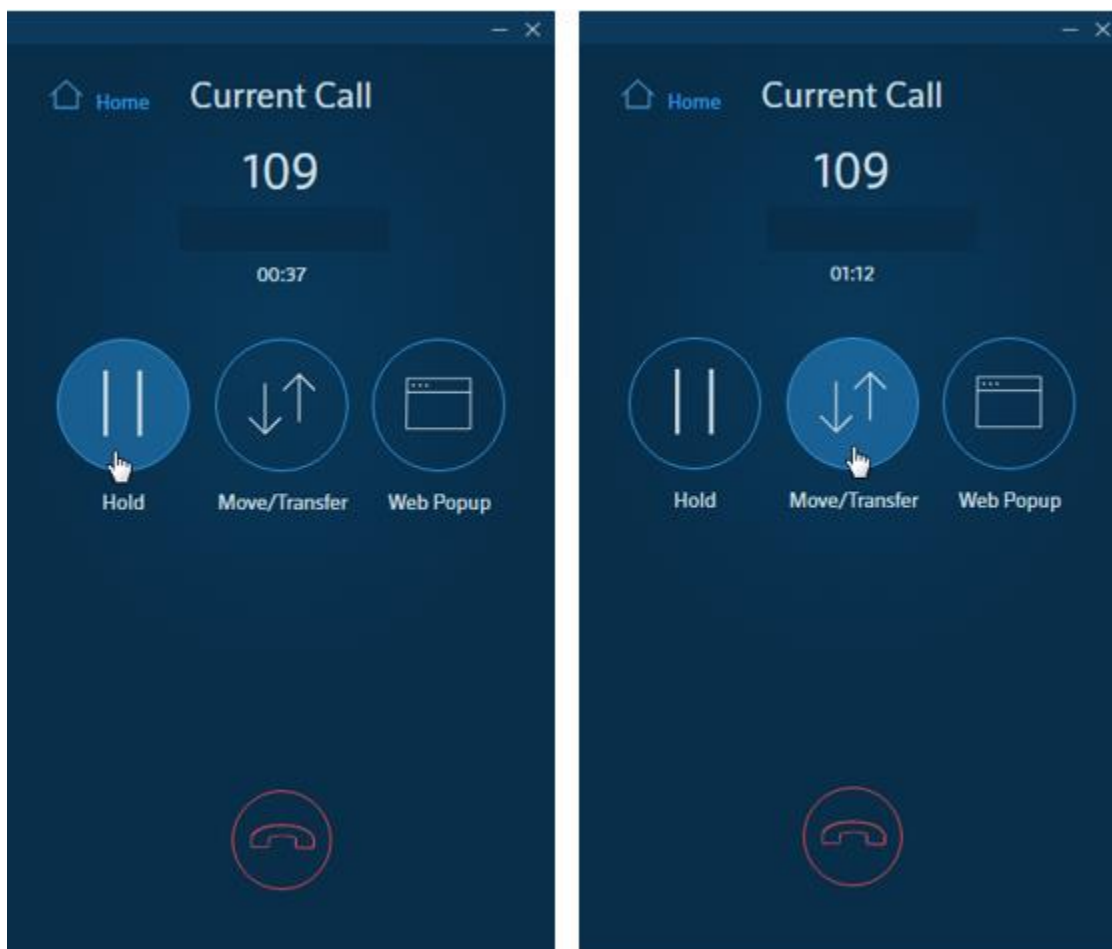 Home Current Call
109
00:37
Hold Move/Transfer Web Popup
Home Current Call
109
01:12
Hold Move/Transfer Web Popup